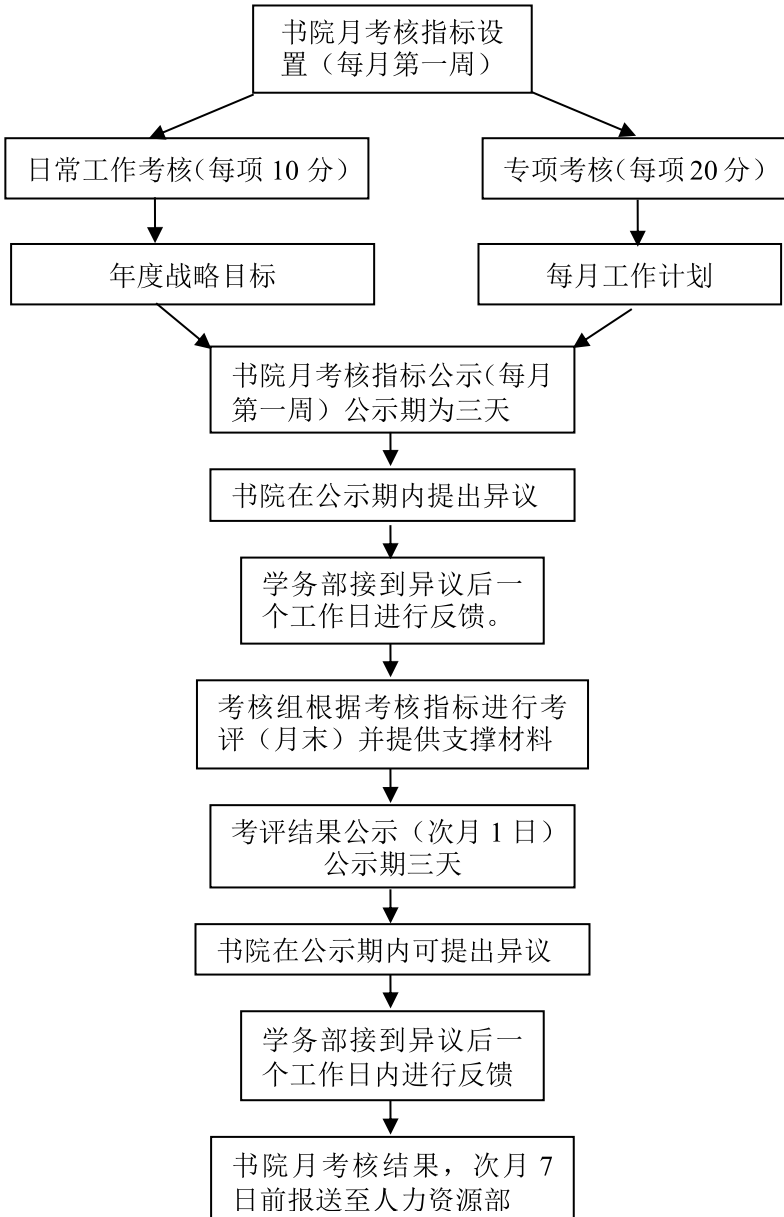 书院月考核指标设
置（每月第一周）
日常工作考核（每项 10 分）
专项考核（每项 20 分）
年度战略目标
每月工作计划
书院月考核指标公示（每月
第一周）公示期为三天
书院在公示期内提出异议
学务部接到异议后一
个工作日进行反馈。
考核组根据考核指标进行考
评（月末）并提供支撑材料
考评结果公示（次月 1 日）
公示期三天
书院在公示期内可提出异议
学务部接到异议后一
个工作日内进行反馈
书院月考核结果，次月 7
日前报送至人力资源部